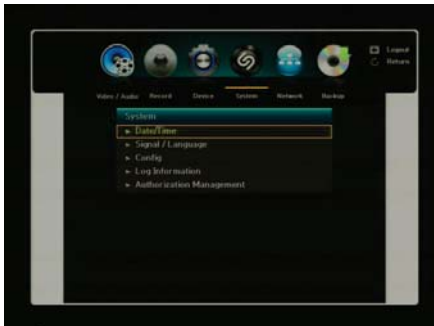 Logout
Return
Video / Audio Record Device System Network Backup
System
Date/Time
Signal / Language
Config
Log Information
Authorization Management